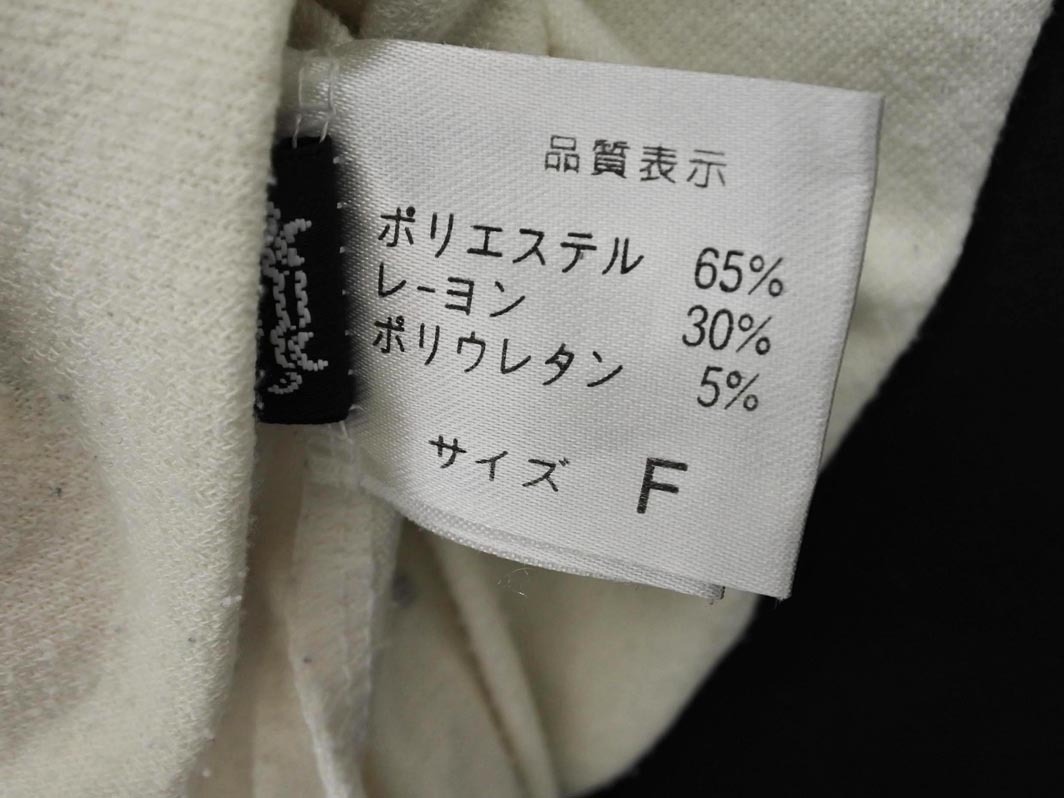 品質表示
ポリエステル 65%
レーヨン 30%
ポリウレタン 5%
サイズ F